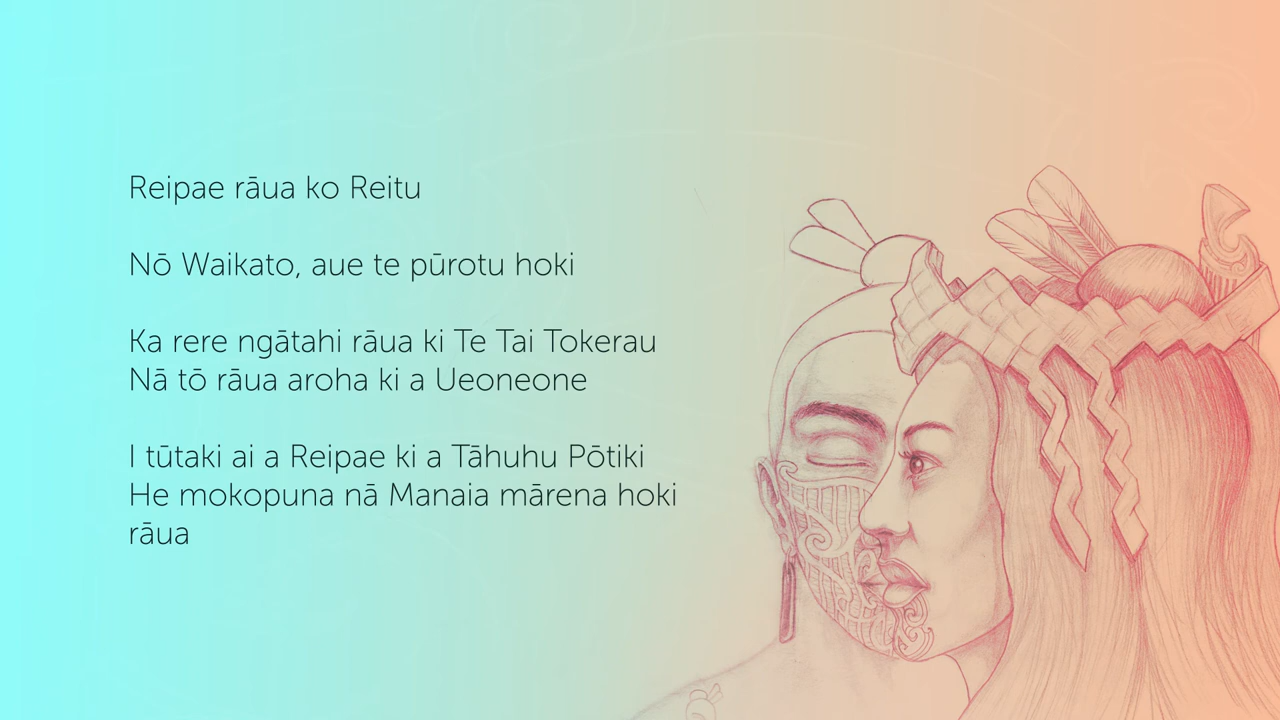 Reipae rāua ko Reitu
Nō Waikato, aue te pūrotu hoki
Ka rere ngātahi rāua ki Te Tai Tokerau
Nā tō rāua aroha ki a Ueoneone
I tūtaki ai a Reipae ki a Tāhuhu Pōtiki
He mokopuna nā Manaia mārena hoki
rāua